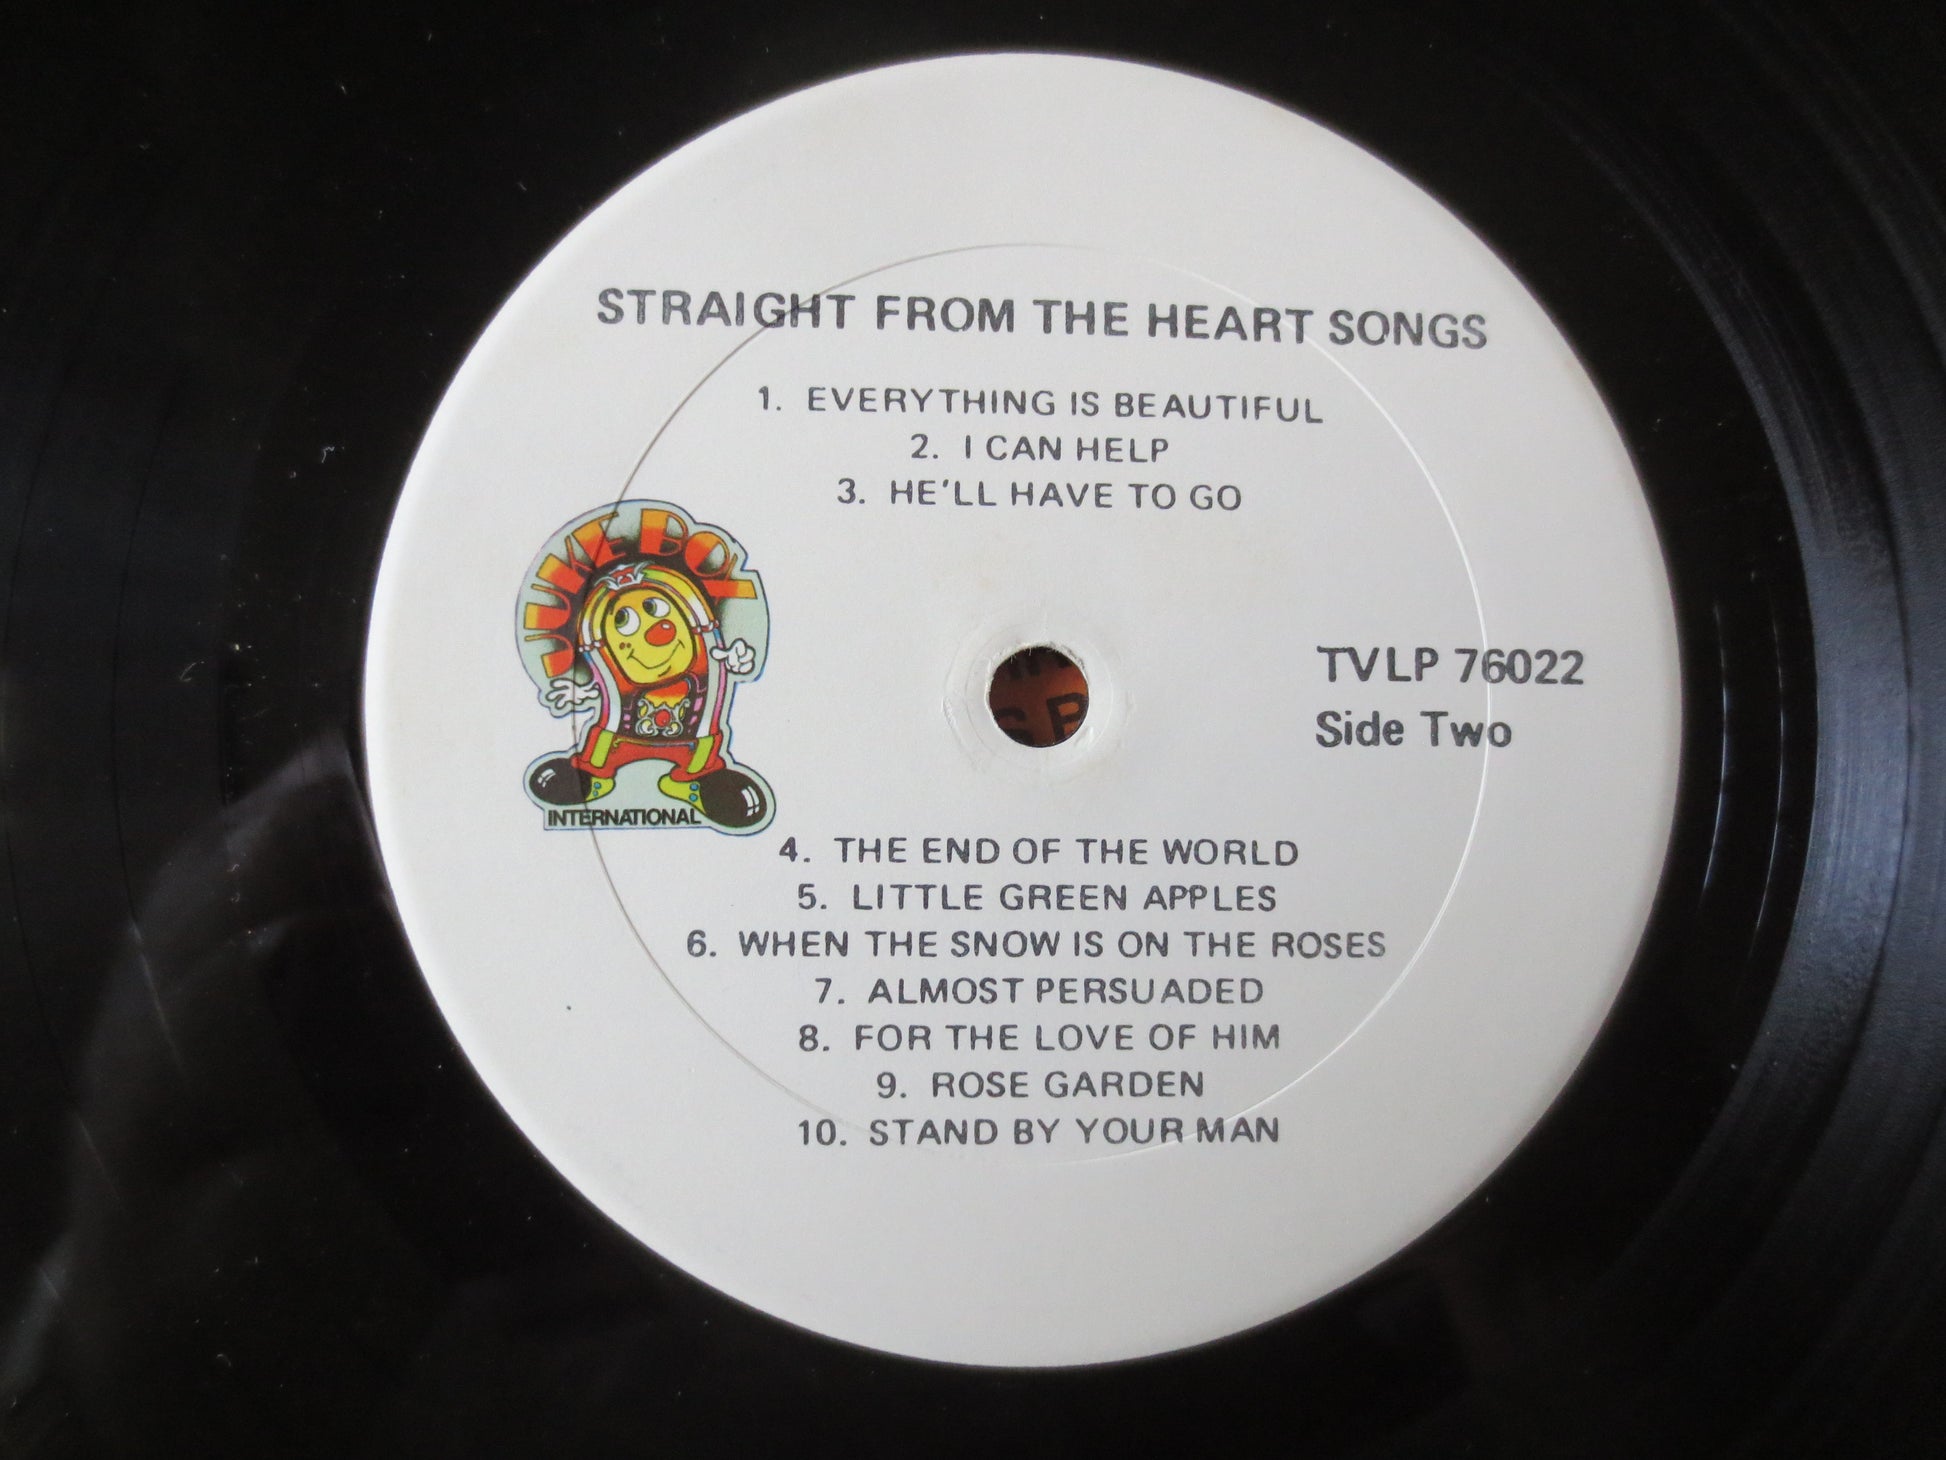 STRAIGHT FROM THE HEART SONGS
1. EVERYTHING IS BEAUTIFUL
2. I CAN HELP
3. HE'LL HAVE TO GO
JUKE BOX
INTERNATIONAL
TVLP 76022
Side Two
4. THE END OF THE WORLD
5. LITTLE GREEN APPLES
6. WHEN THE SNOW IS ON THE ROSES
7. ALMOST PERSUADED
8. FOR THE LOVE OF HIM
9. ROSE GARDEN
10. STAND BY YOUR MAN